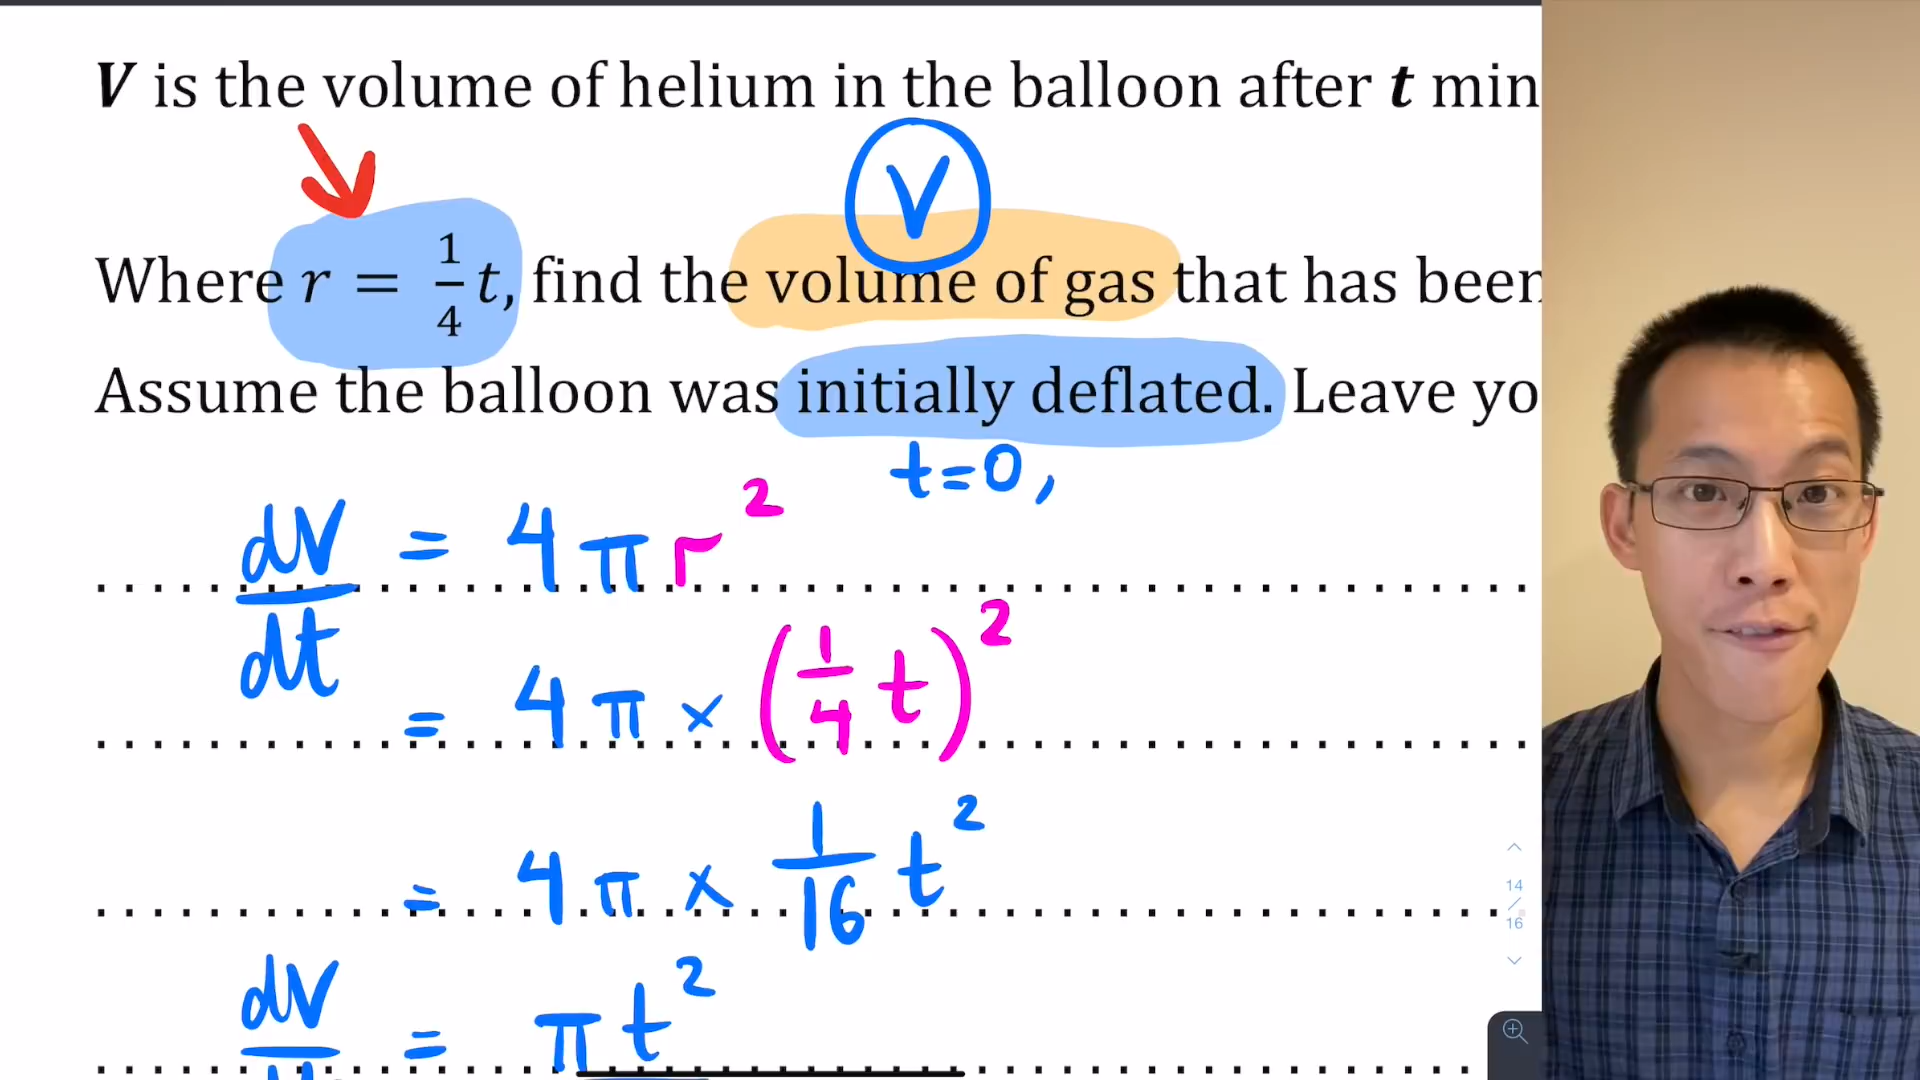 V is the volume of helium in the balloon after t min
V
Where r = 1/4 t, find the volume of gas that has been
Assume the balloon was initially deflated. Leave yo
t=0,
dV/dt = 4πr²
= 4π × (1/4 t)²
= 4π × 1/16 t²
dV = πt²
14
/
16